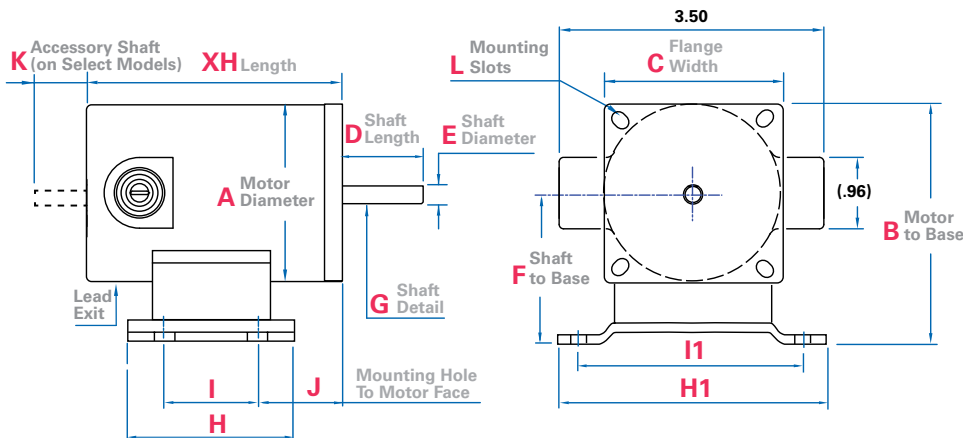 K Accessory Shaft
(on Select Models)
XH Length
D Shaft
Length
E Shaft
Diameter
A Motor
Diameter
G Shaft
Detail
Lead
Exit
I
J
Mounting Hole
To Motor Face
H
3.50
L Mounting
Slots
C Flange
Width
(.96)
B Motor
to Base
F Shaft
to Base
I1
H1